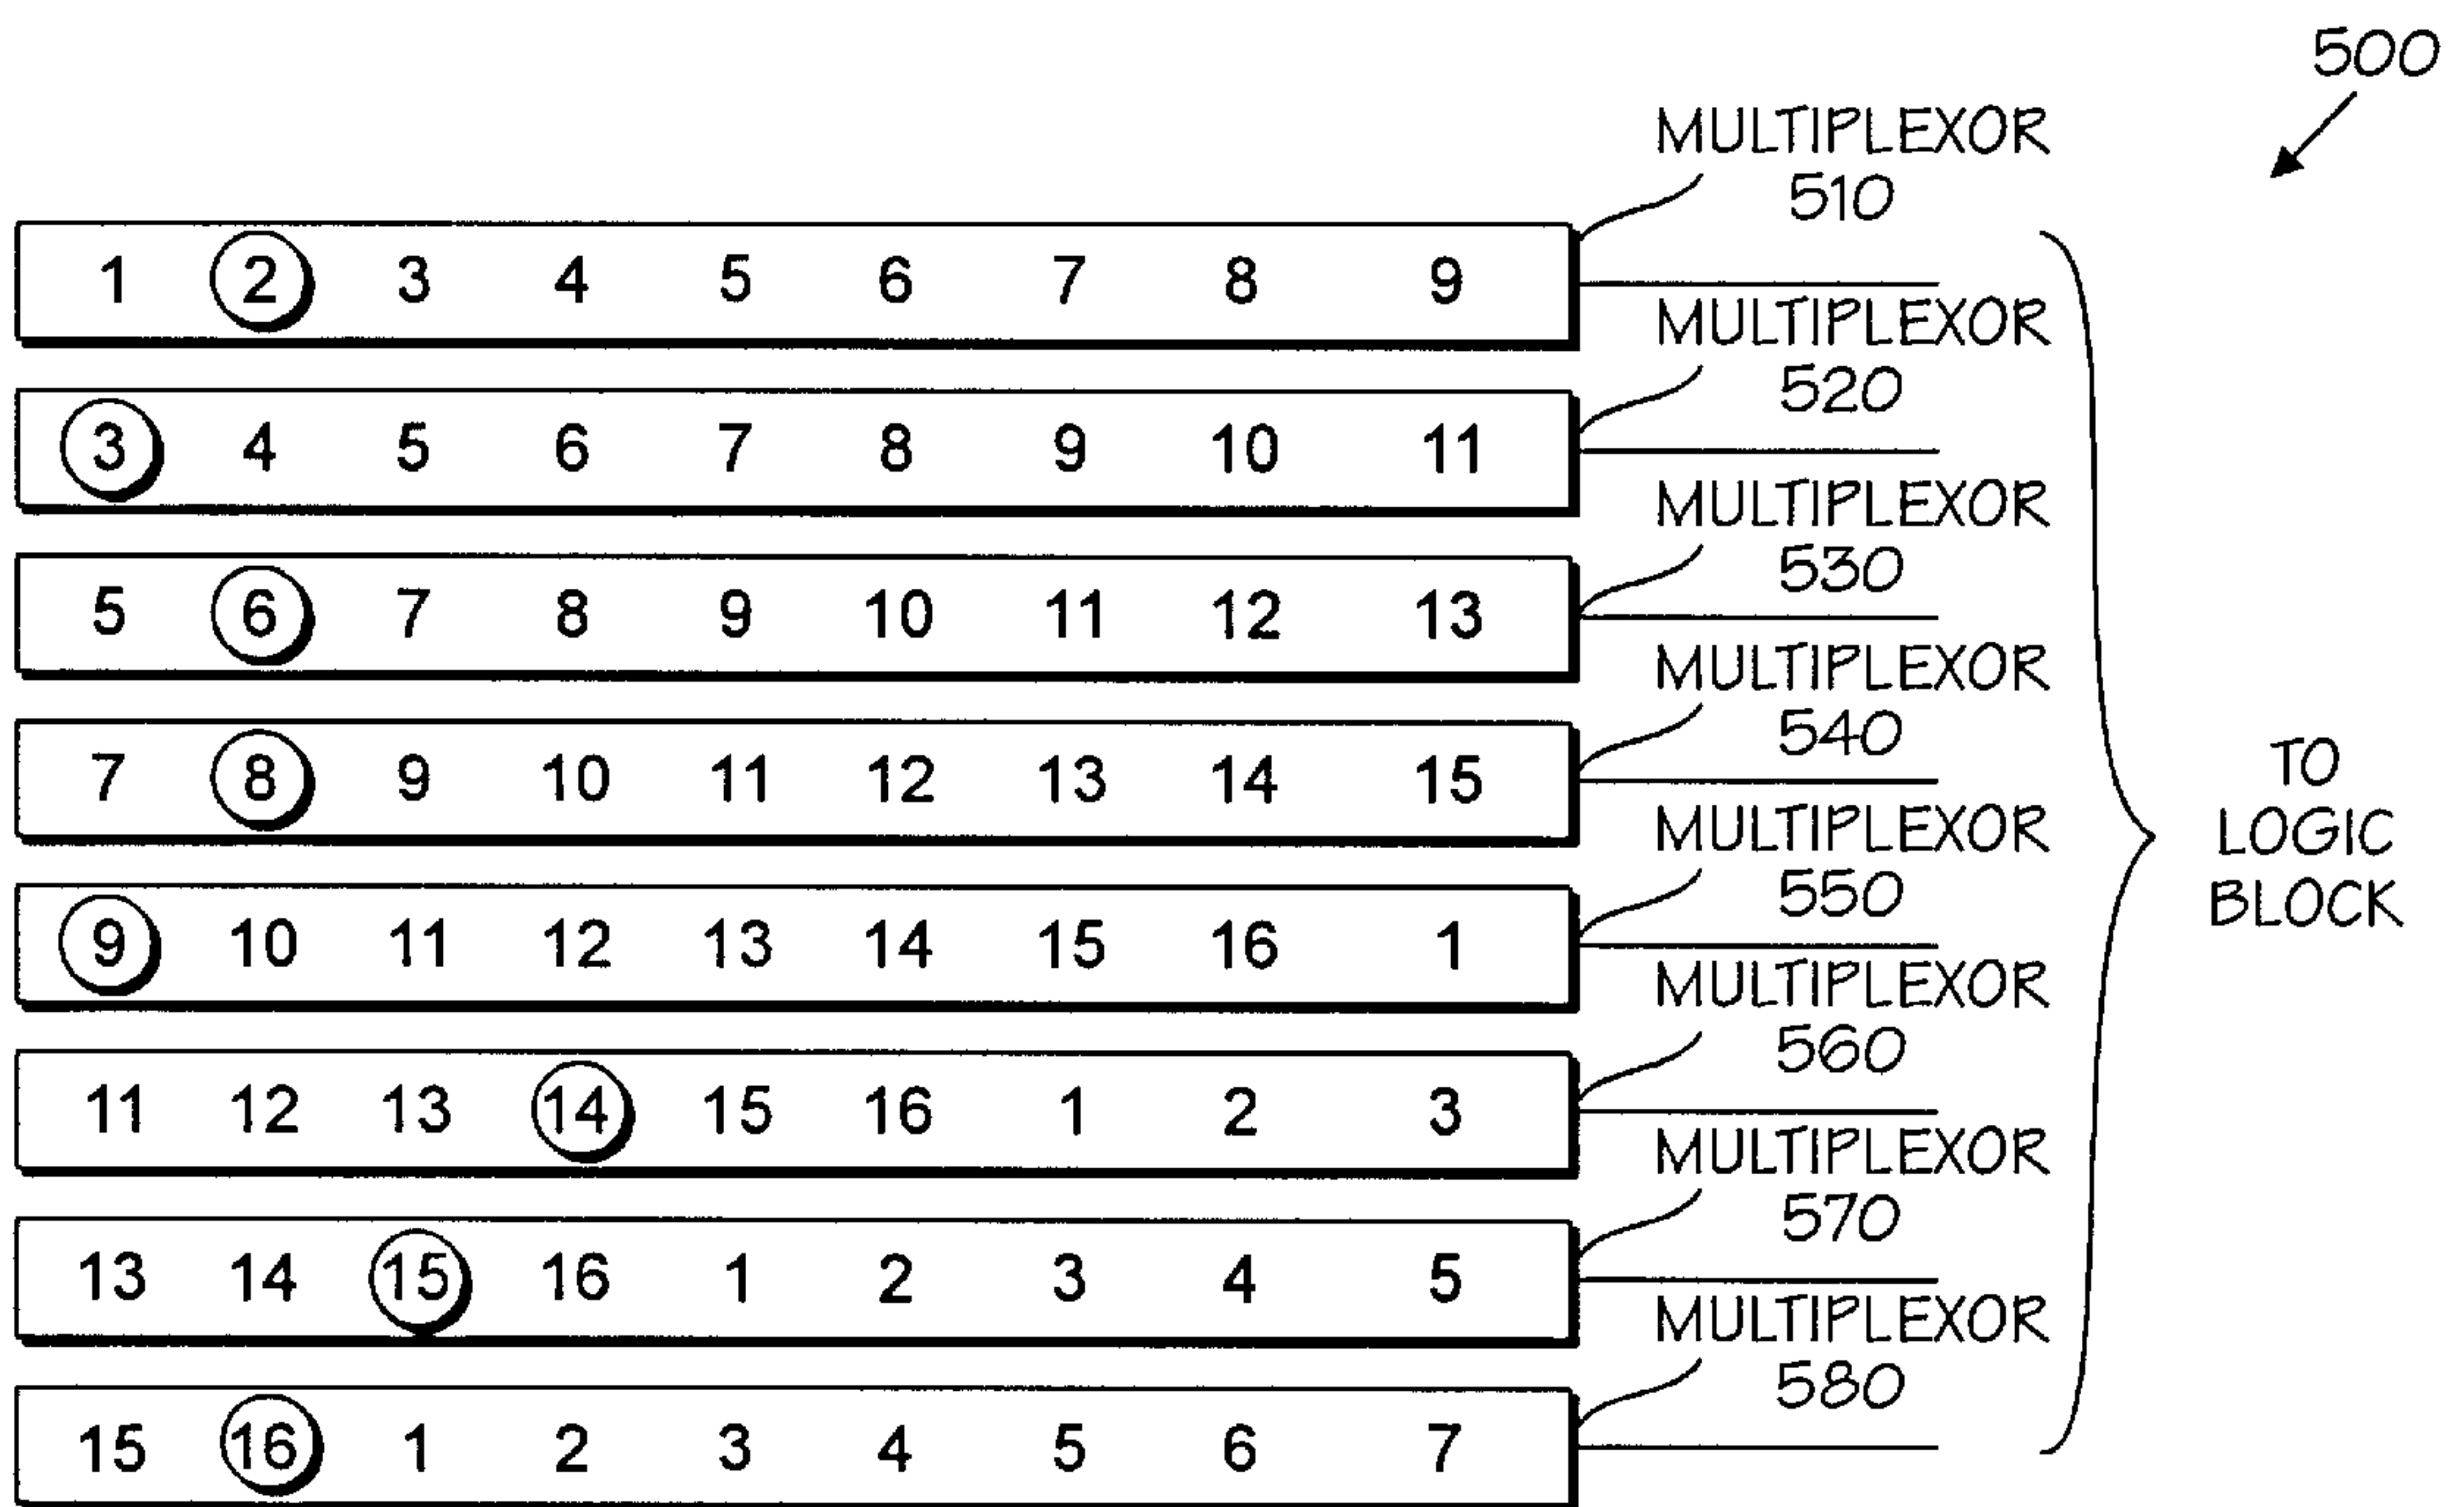 500
MULTIPLEXOR
510
1 2 3 4 5 6 7 8 9
MULTIPLEXOR
520
3 4 5 6 7 8 9 10 11
MULTIPLEXOR
530
5 6 7 8 9 10 11 12 13
MULTIPLEXOR
540
7 8 9 10 11 12 13 14 15
MULTIPLEXOR
550
9 10 11 12 13 14 15 16 1
MULTIPLEXOR
560
11 12 13 14 15 16 1 2 3
MULTIPLEXOR
570
13 14 15 16 1 2 3 4 5
MULTIPLEXOR
580
15 16 1 2 3 4 5 6 7
TO
LOGIC
BLOCK